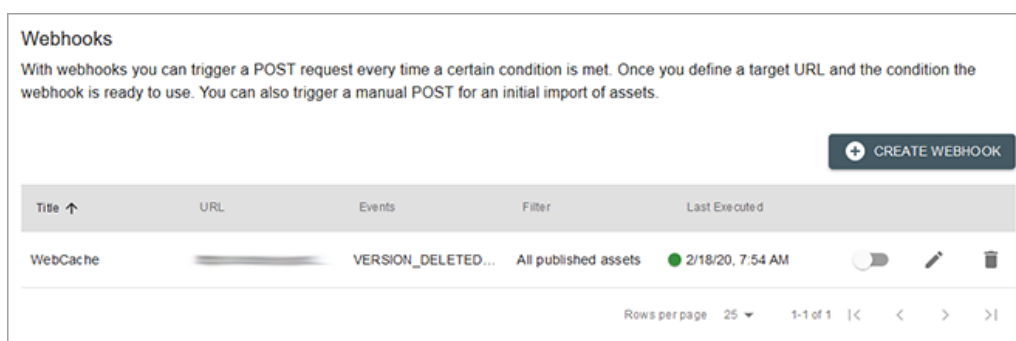 Webhooks
With webhooks you can trigger a POST request every time a certain condition is met. Once you define a target URL and the condition the
webhook is ready to use. You can also trigger a manual POST for an initial import of assets.
CREATE WEBHOOK
Title URL Events Filter Last Executed
WebCache VERSION_DELETED... All published assets 2/18/20, 7:54 AM
Rows per page 25 1-1 of 1